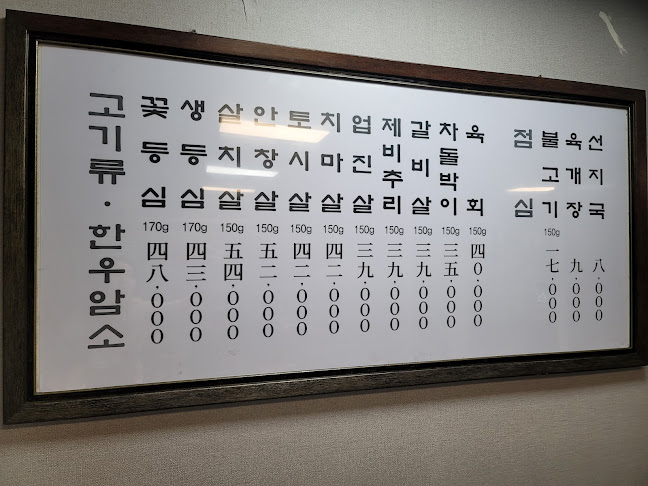 고기류·한우암소
꽃등심 170g 四八.000
생등심 170g 四三.000
살치살 150g 五四.000
안창살 150g 五二.000
토시살 150g 四二.000
치마살 150g 四二.000
업진살 150g 三九.000
제비추리 150g 三九.000
갈비살 150g 三九.000
차돌박이 150g 三五.000
육회 150g 四0.000
점심
불고기 150g 一七.000
육개장 九.000
선지국 八.000